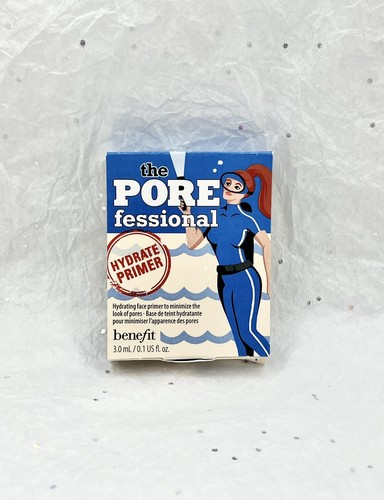 the
PORE
fessional
HYDRATE
PRIMER
Hydrating face primer to minimize the
look of pores · Base de teint hydratante
pour minimiser l'apparence des pores
benefit
3.0 mL / 0.1 US fl. oz.